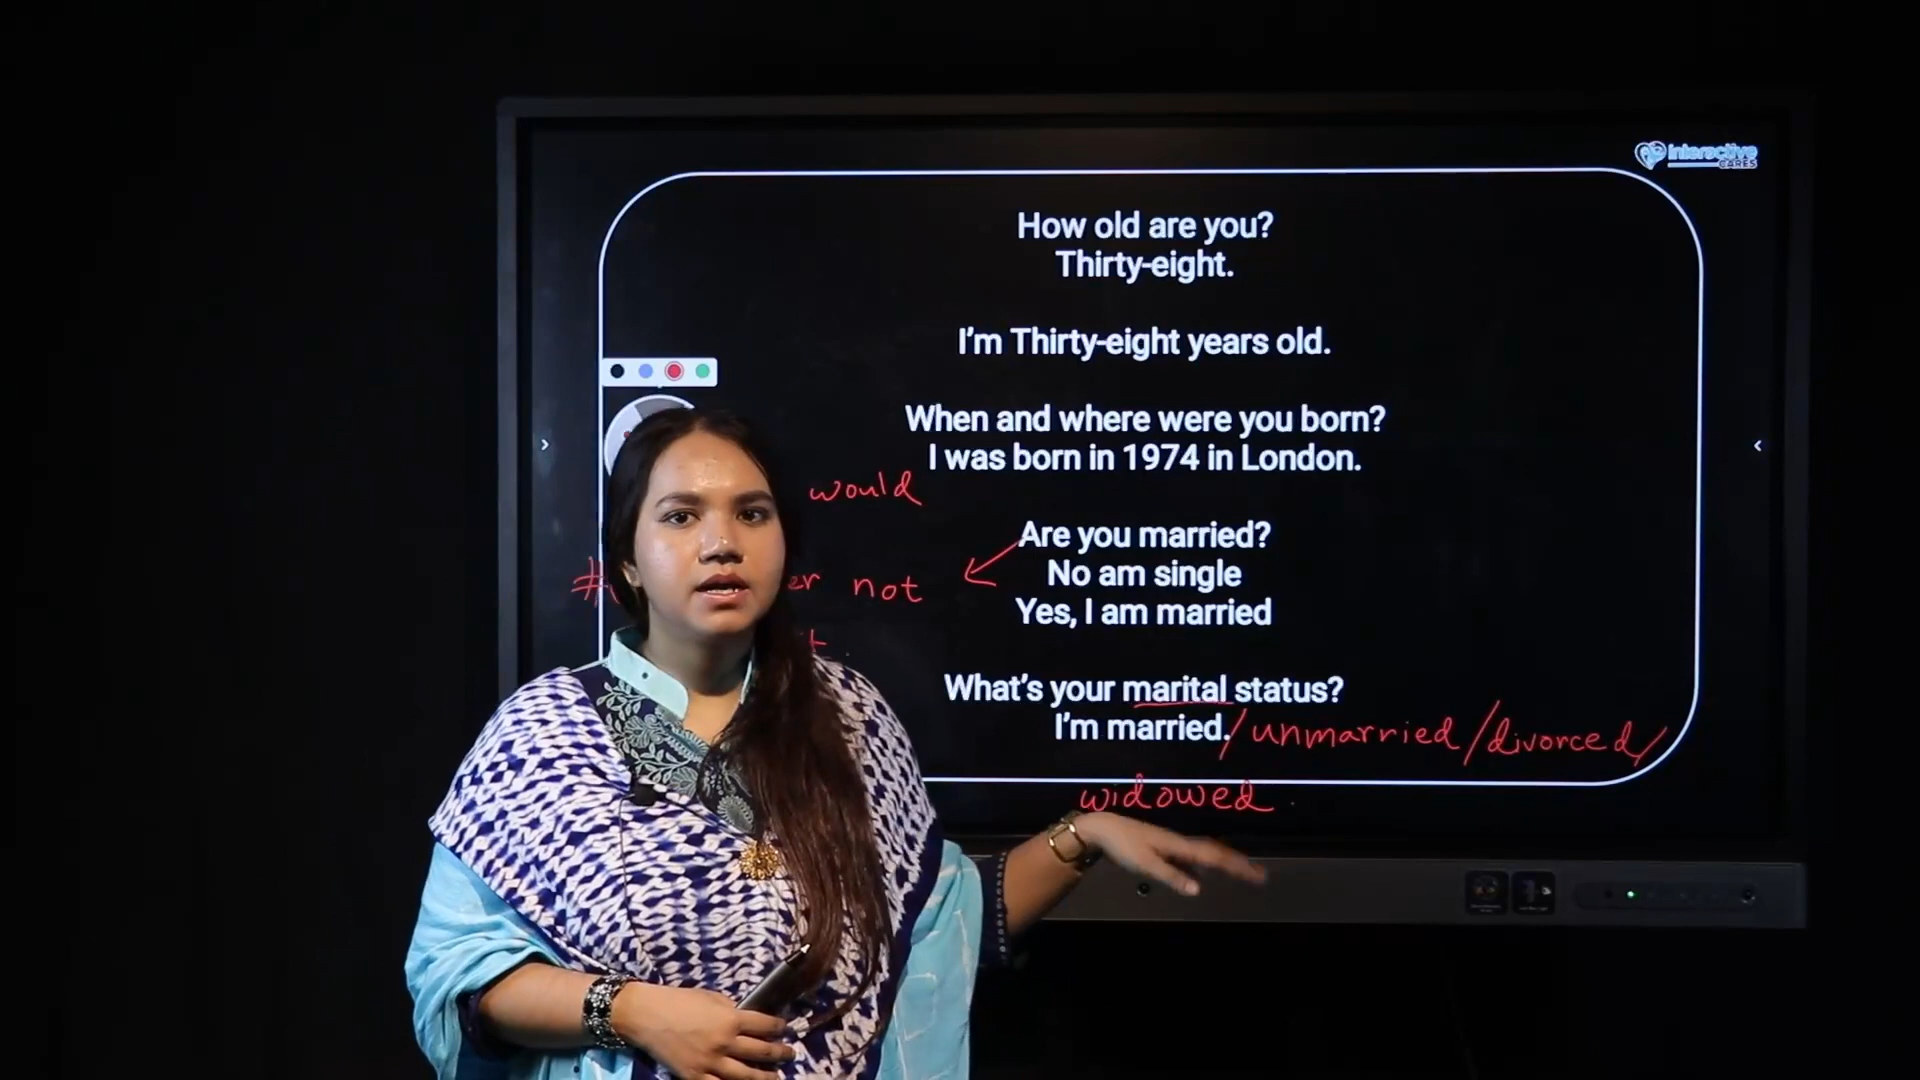 interactive
CARES
How old are you?
Thirty-eight.
I'm Thirty-eight years old.
When and where were you born?
I was born in 1974 in London.
would
Are you married?
No am single
er not
Yes, I am married
What's your marital status?
I'm married./unmarried/divorced/
widowed.